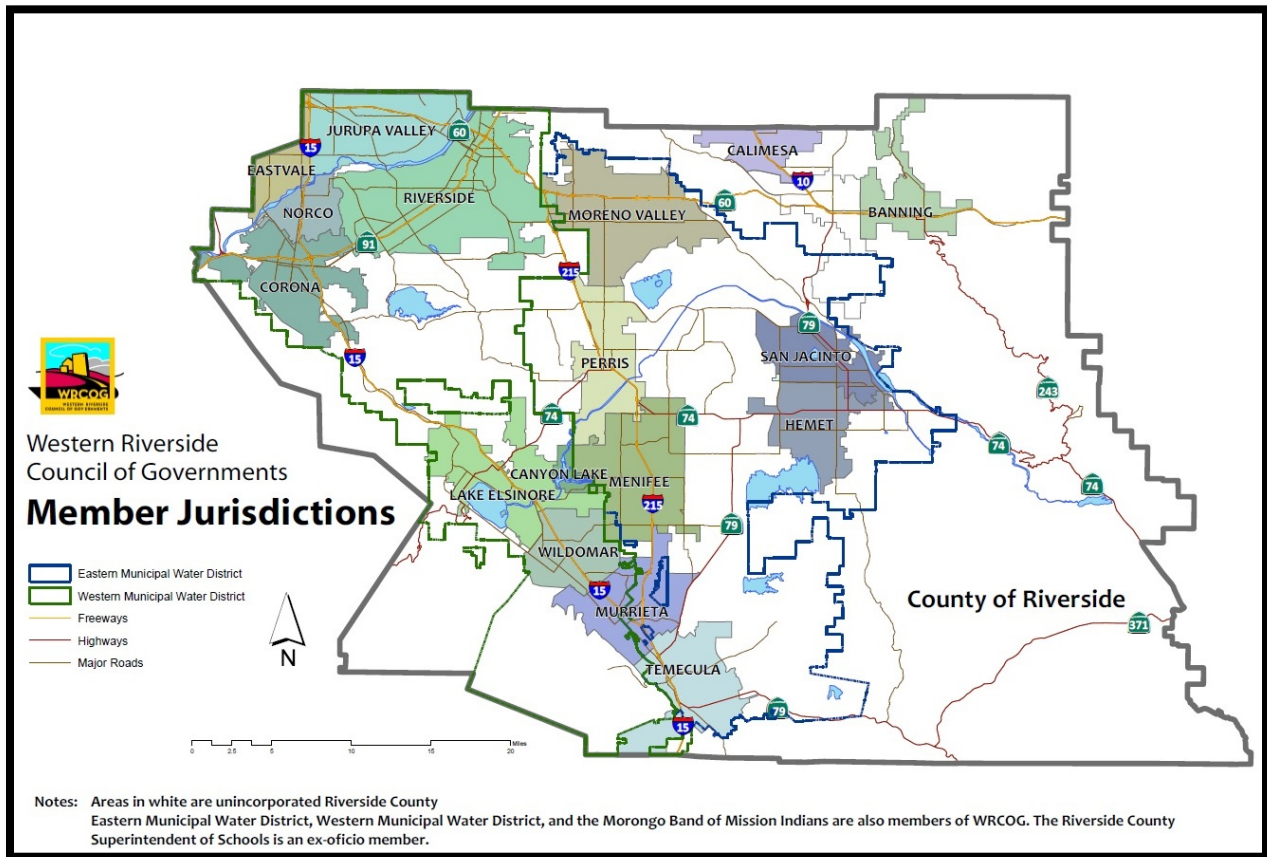 JURUPA VALLEY
60
15
EASTVALE
CALIMESA
10
NORCO
RIVERSIDE
MORENO VALLEY
60
BANNING
91
215
CORONA
79
15
SAN JACINTO
PERRIS
243
WRCOG
WESTERN RIVERSIDE
COUNCIL OF GOVERNMENTS
74
74
HEMET
74
Western Riverside
Council of Governments
Member Jurisdictions
CANYON LAKE
MENIFEE
74
LAKE ELSINORE
215
79
WILDOMAR
Eastern Municipal Water District
Western Municipal Water District
Freeways
Highways
Major Roads
N
15
MURRIETA
County of Riverside
371
TEMECULA
79
15
0 2.5 5 10 15 20 Miles
Notes: Areas in white are unincorporated Riverside County
Eastern Municipal Water District, Western Municipal Water District, and the Morongo Band of Mission Indians are also members of WRCOG. The Riverside County
Superintendent of Schools is an ex-oficio member.